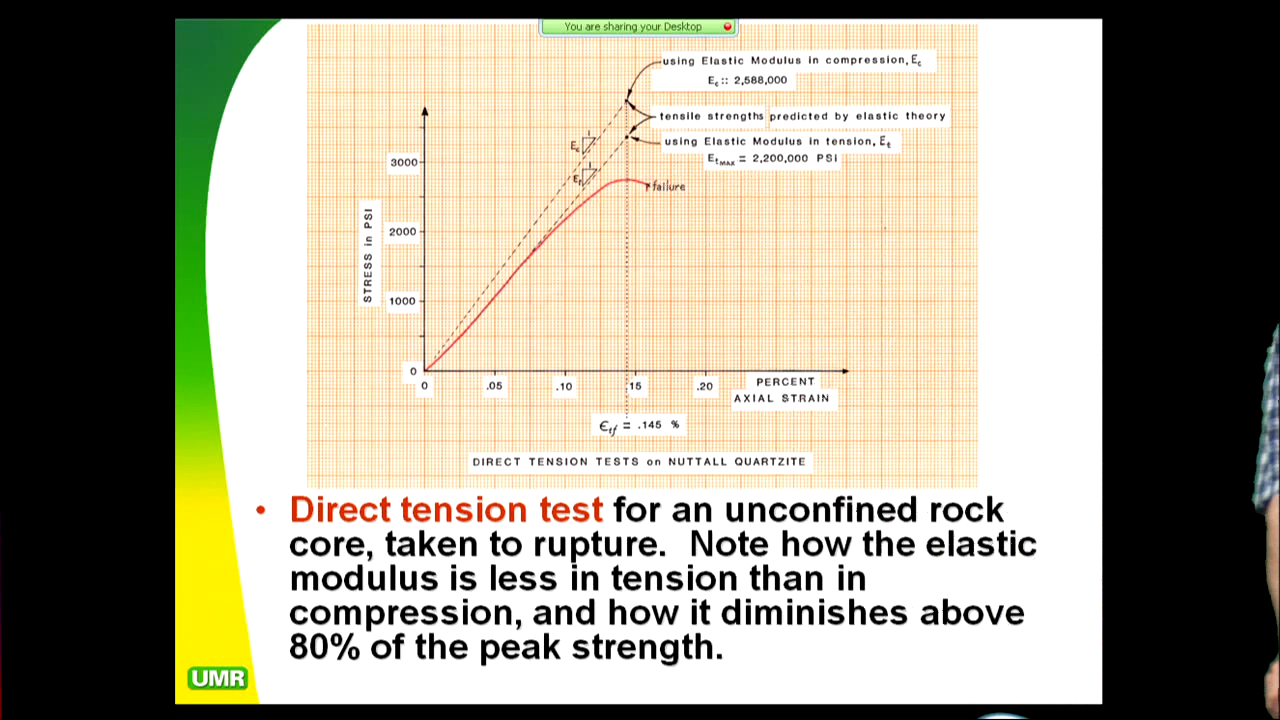 You are sharing your Desktop
using Elastic Modulus in compression, Ec
Ec :: 2,588,000
tensile strengths predicted by elastic theory
using Elastic Modulus in tension, Et
EtMAX = 2,200,000 PSI
Ec
1
Et
1
failure
STRESS in PSI
3000
2000
1000
0
0
.05
.10
.15
.20
PERCENT
AXIAL STRAIN
ϵtf = .145 %
DIRECT TENSION TESTS on NUTTALL QUARTZITE
• Direct tension test for an unconfined rock
core, taken to rupture. Note how the elastic
modulus is less in tension than in
compression, and how it diminishes above
80% of the peak strength.
UMR